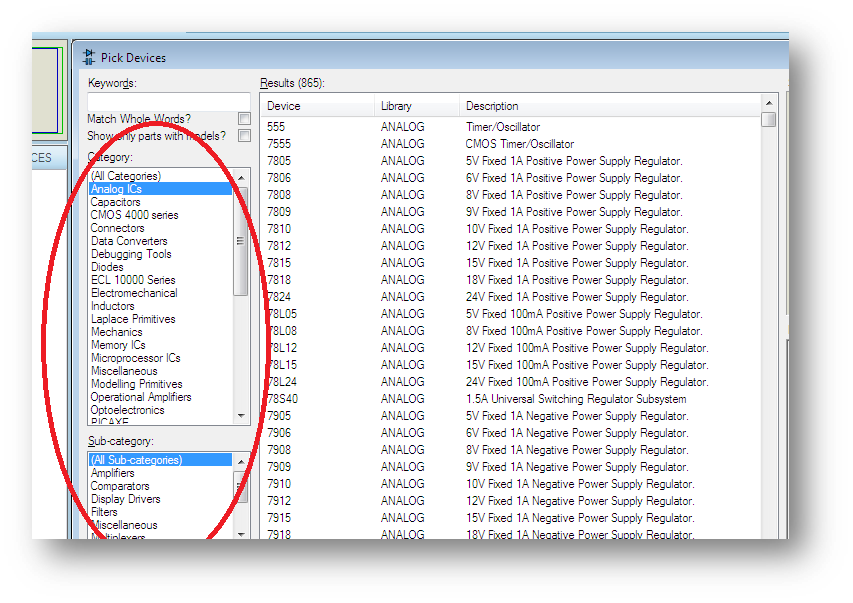 Pick Devices
Keywords:
Match Whole Words?
Show only parts with models?
Category:
(All Categories)
Analog ICs
Capacitors
CMOS 4000 series
Connectors
Data Converters
Debugging Tools
Diodes
ECL 10000 Series
Electromechanical
Inductors
Laplace Primitives
Mechanics
Memory ICs
Microprocessor ICs
Miscellaneous
Modelling Primitives
Operational Amplifiers
Optoelectronics
PICAXE
Sub-category:
(All Sub-categories)
Amplifiers
Comparators
Display Drivers
Filters
Miscellaneous
Multiplexers
CES
Results (865):
Device Library Description
555 ANALOG Timer/Oscillator
7555 ANALOG CMOS Timer/Oscillator
7805 ANALOG 5V Fixed 1A Positive Power Supply Regulator.
7806 ANALOG 6V Fixed 1A Positive Power Supply Regulator.
7808 ANALOG 8V Fixed 1A Positive Power Supply Regulator.
7809 ANALOG 9V Fixed 1A Positive Power Supply Regulator.
7810 ANALOG 10V Fixed 1A Positive Power Supply Regulator.
7812 ANALOG 12V Fixed 1A Positive Power Supply Regulator.
7815 ANALOG 15V Fixed 1A Positive Power Supply Regulator.
7818 ANALOG 18V Fixed 1A Positive Power Supply Regulator.
7824 ANALOG 24V Fixed 1A Positive Power Supply Regulator.
78L05 ANALOG 5V Fixed 100mA Positive Power Supply Regulator.
78L08 ANALOG 8V Fixed 100mA Positive Power Supply Regulator.
78L12 ANALOG 12V Fixed 100mA Positive Power Supply Regulator.
78L15 ANALOG 15V Fixed 100mA Positive Power Supply Regulator.
78L24 ANALOG 24V Fixed 100mA Positive Power Supply Regulator.
78S40 ANALOG 1.5A Universal Switching Regulator Subsystem
7905 ANALOG 5V Fixed 1A Negative Power Supply Regulator.
7906 ANALOG 6V Fixed 1A Negative Power Supply Regulator.
7908 ANALOG 8V Fixed 1A Negative Power Supply Regulator.
7909 ANALOG 9V Fixed 1A Negative Power Supply Regulator.
7910 ANALOG 10V Fixed 1A Negative Power Supply Regulator.
7912 ANALOG 12V Fixed 1A Negative Power Supply Regulator.
7915 ANALOG 15V Fixed 1A Negative Power Supply Regulator.
7918 ANALOG 18V Fixed 1A Negative Power Supply Regulator.